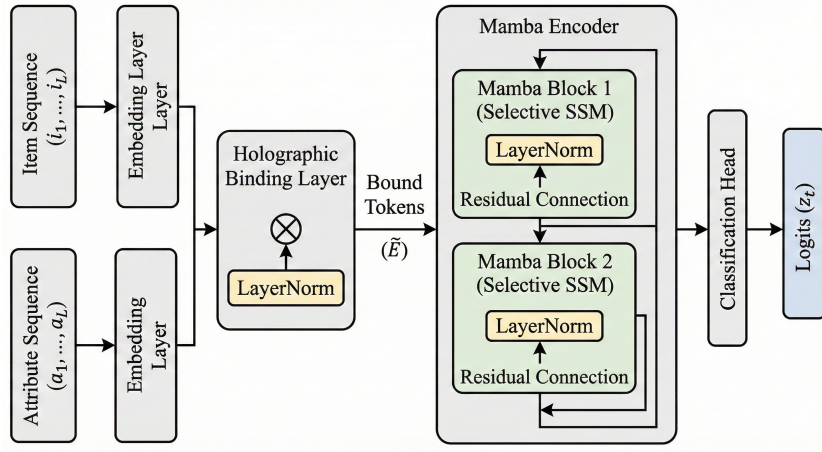 Item Sequence
(i₁,...,i_L)
Embedding Layer
Layer
Attribute Sequence
(a₁,...,a_L)
Embedding
Layer
Holographic
Binding Layer
⊗
LayerNorm
Bound
Tokens
(Ẽ)
Mamba Encoder
Mamba Block 1
(Selective SSM)
LayerNorm
Residual Connection
Mamba Block 2
(Selective SSM)
LayerNorm
Residual Connection
Classification Head
Logits (z_t)